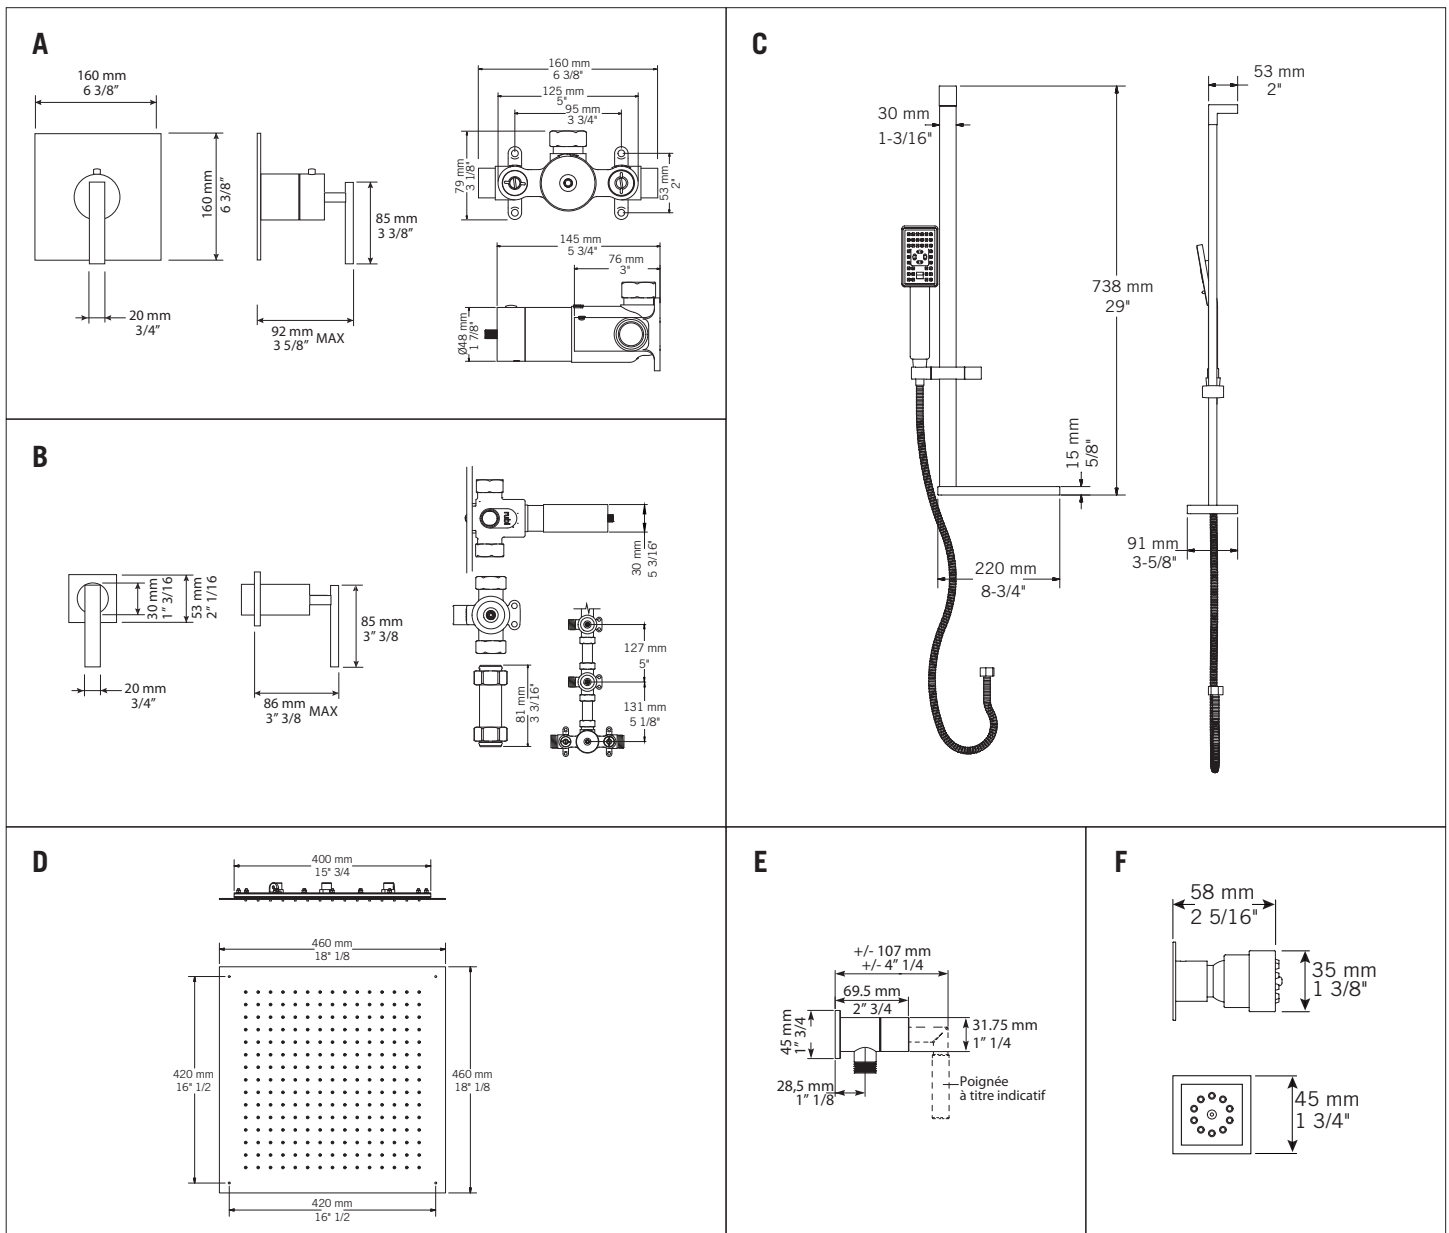 A
160 mm
6 3/8”
160 mm
6 3/8”
20 mm
3/4”
85 mm
3 3/8”
92 mm
3 5/8”
MAX
160 mm
6 3/8"
125 mm
5"
95 mm
3 3/4"
79 mm
3 1/8"
53 mm
2"
145 mm
5 3/4"
76 mm
3"
Ø48 mm
1 7/8"
B
30 mm
1” 3/16
53 mm
2” 1/16
20 mm
3/4”
85 mm
3” 3/8
86 mm
3” 3/8
MAX
rubi
30 mm
5 3/16"
81 mm
3 3/16"
127 mm
5"
131 mm
5 1/8"
C
30 mm
1-3/16"
53 mm
2"
738 mm
29"
15 mm
5/8"
220 mm
8-3/4"
91 mm
3-5/8"
D
400 mm
15" 3/4
460 mm
18" 1/8
420 mm
16" 1/2
460 mm
18" 1/8
420 mm
16" 1/2
E
+/- 107 mm
+/- 4” 1/4
69.5 mm
2” 3/4
45 mm
1” 3/4
31.75 mm
1” 1/4
28,5 mm
1” 1/8
Poignée
à titre indicatif
F
58 mm
2 5/16"
35 mm
1 3/8"
45 mm
1 3/4"